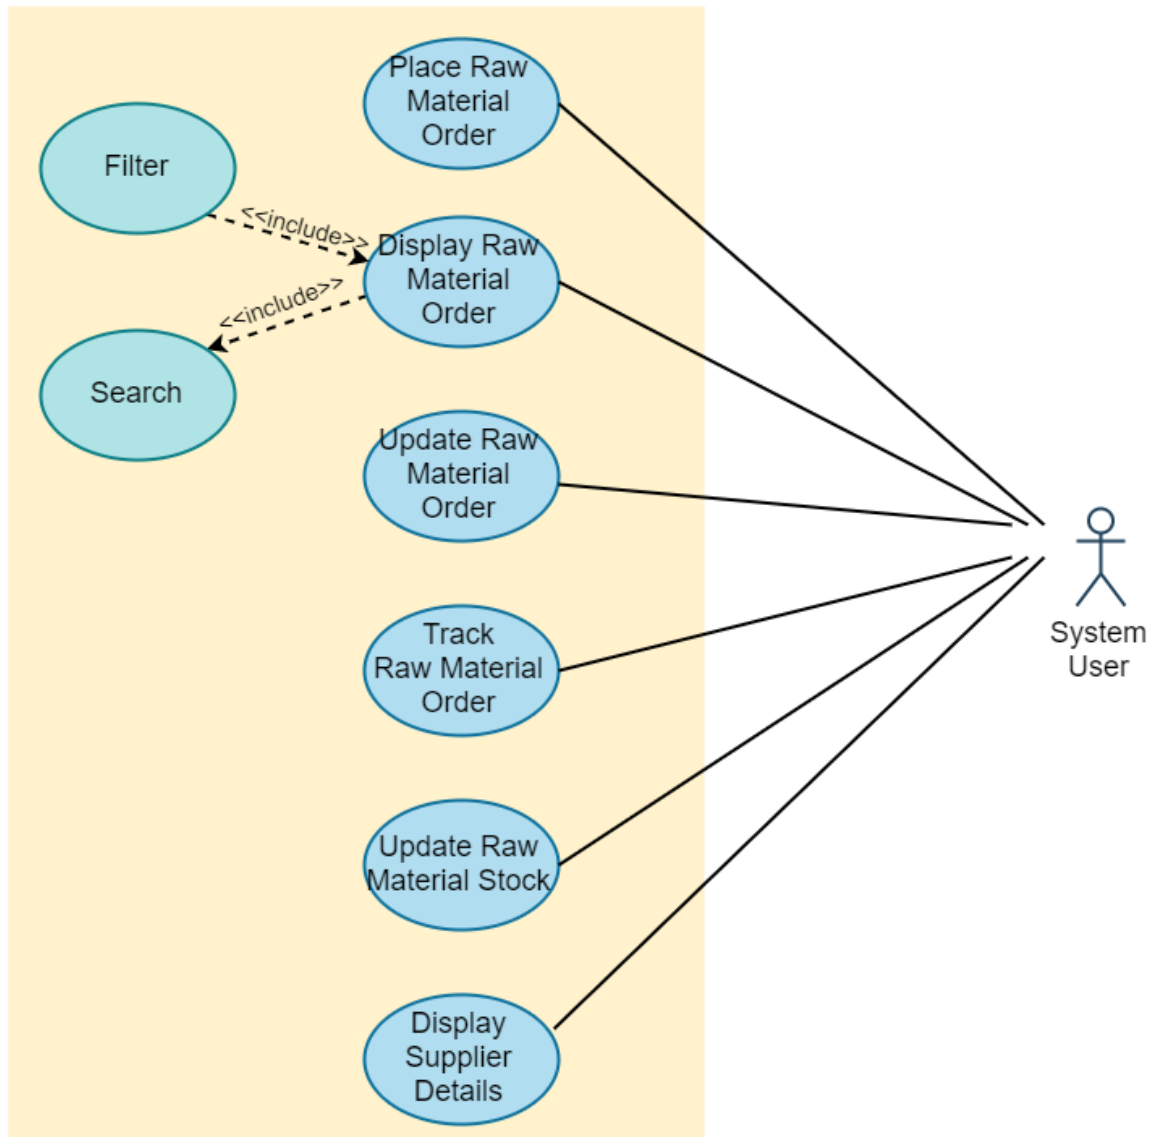 Place Raw
Material
Order
Filter
<<include>>
Display Raw
Material
Order
<<include>>
Search
Update Raw
Material
Order
Track
Raw Material
Order
System
User
Update Raw
Material Stock
Display
Supplier
Details